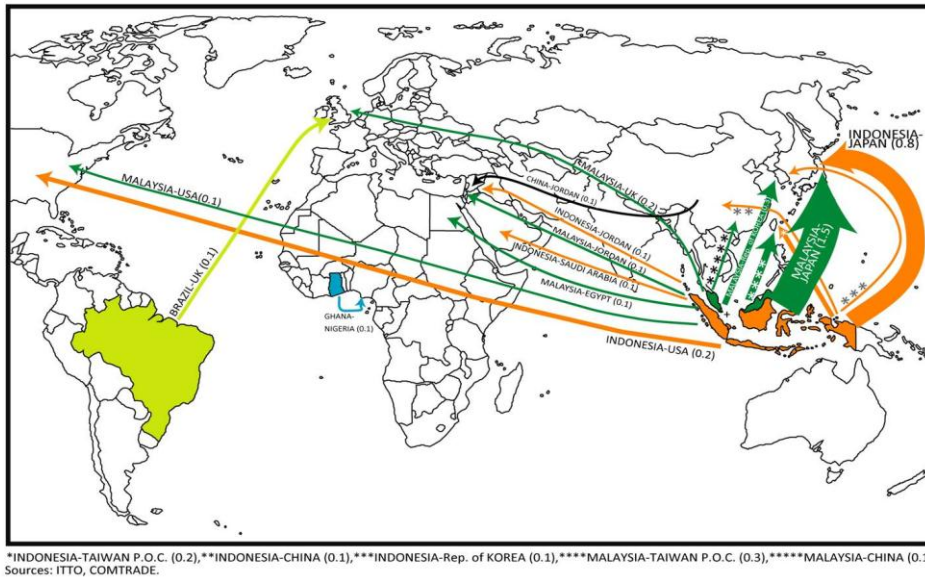 INDONESIA-
JAPAN (0.8)
MALAYSIA-UK (0.2)
CHINA-JORDAN (0.1)
MALAYSIA-USA(0.1)
INDONESIA-JORDAN (0.1)
MALAYSIA-JORDAN (0.1)
INDONESIA-SAUDI ARABIA (0.1)
MALAYSIA-EGYPT (0.1)
BRAZIL-UK (0.1)
GHANA-
NIGERIA (0.1)
INDONESIA-USA (0.2)
MALAYSIA
JAPAN (1.5)
**
***
****
*****
*INDONESIA-TAIWAN P.O.C. (0.2),**INDONESIA-CHINA (0.1),***INDONESIA-Rep. of KOREA (0.1),****MALAYSIA-TAIWAN P.O.C. (0.3),*****MALAYSIA-CHINA (0.1
Sources: ITTO, COMTRADE.